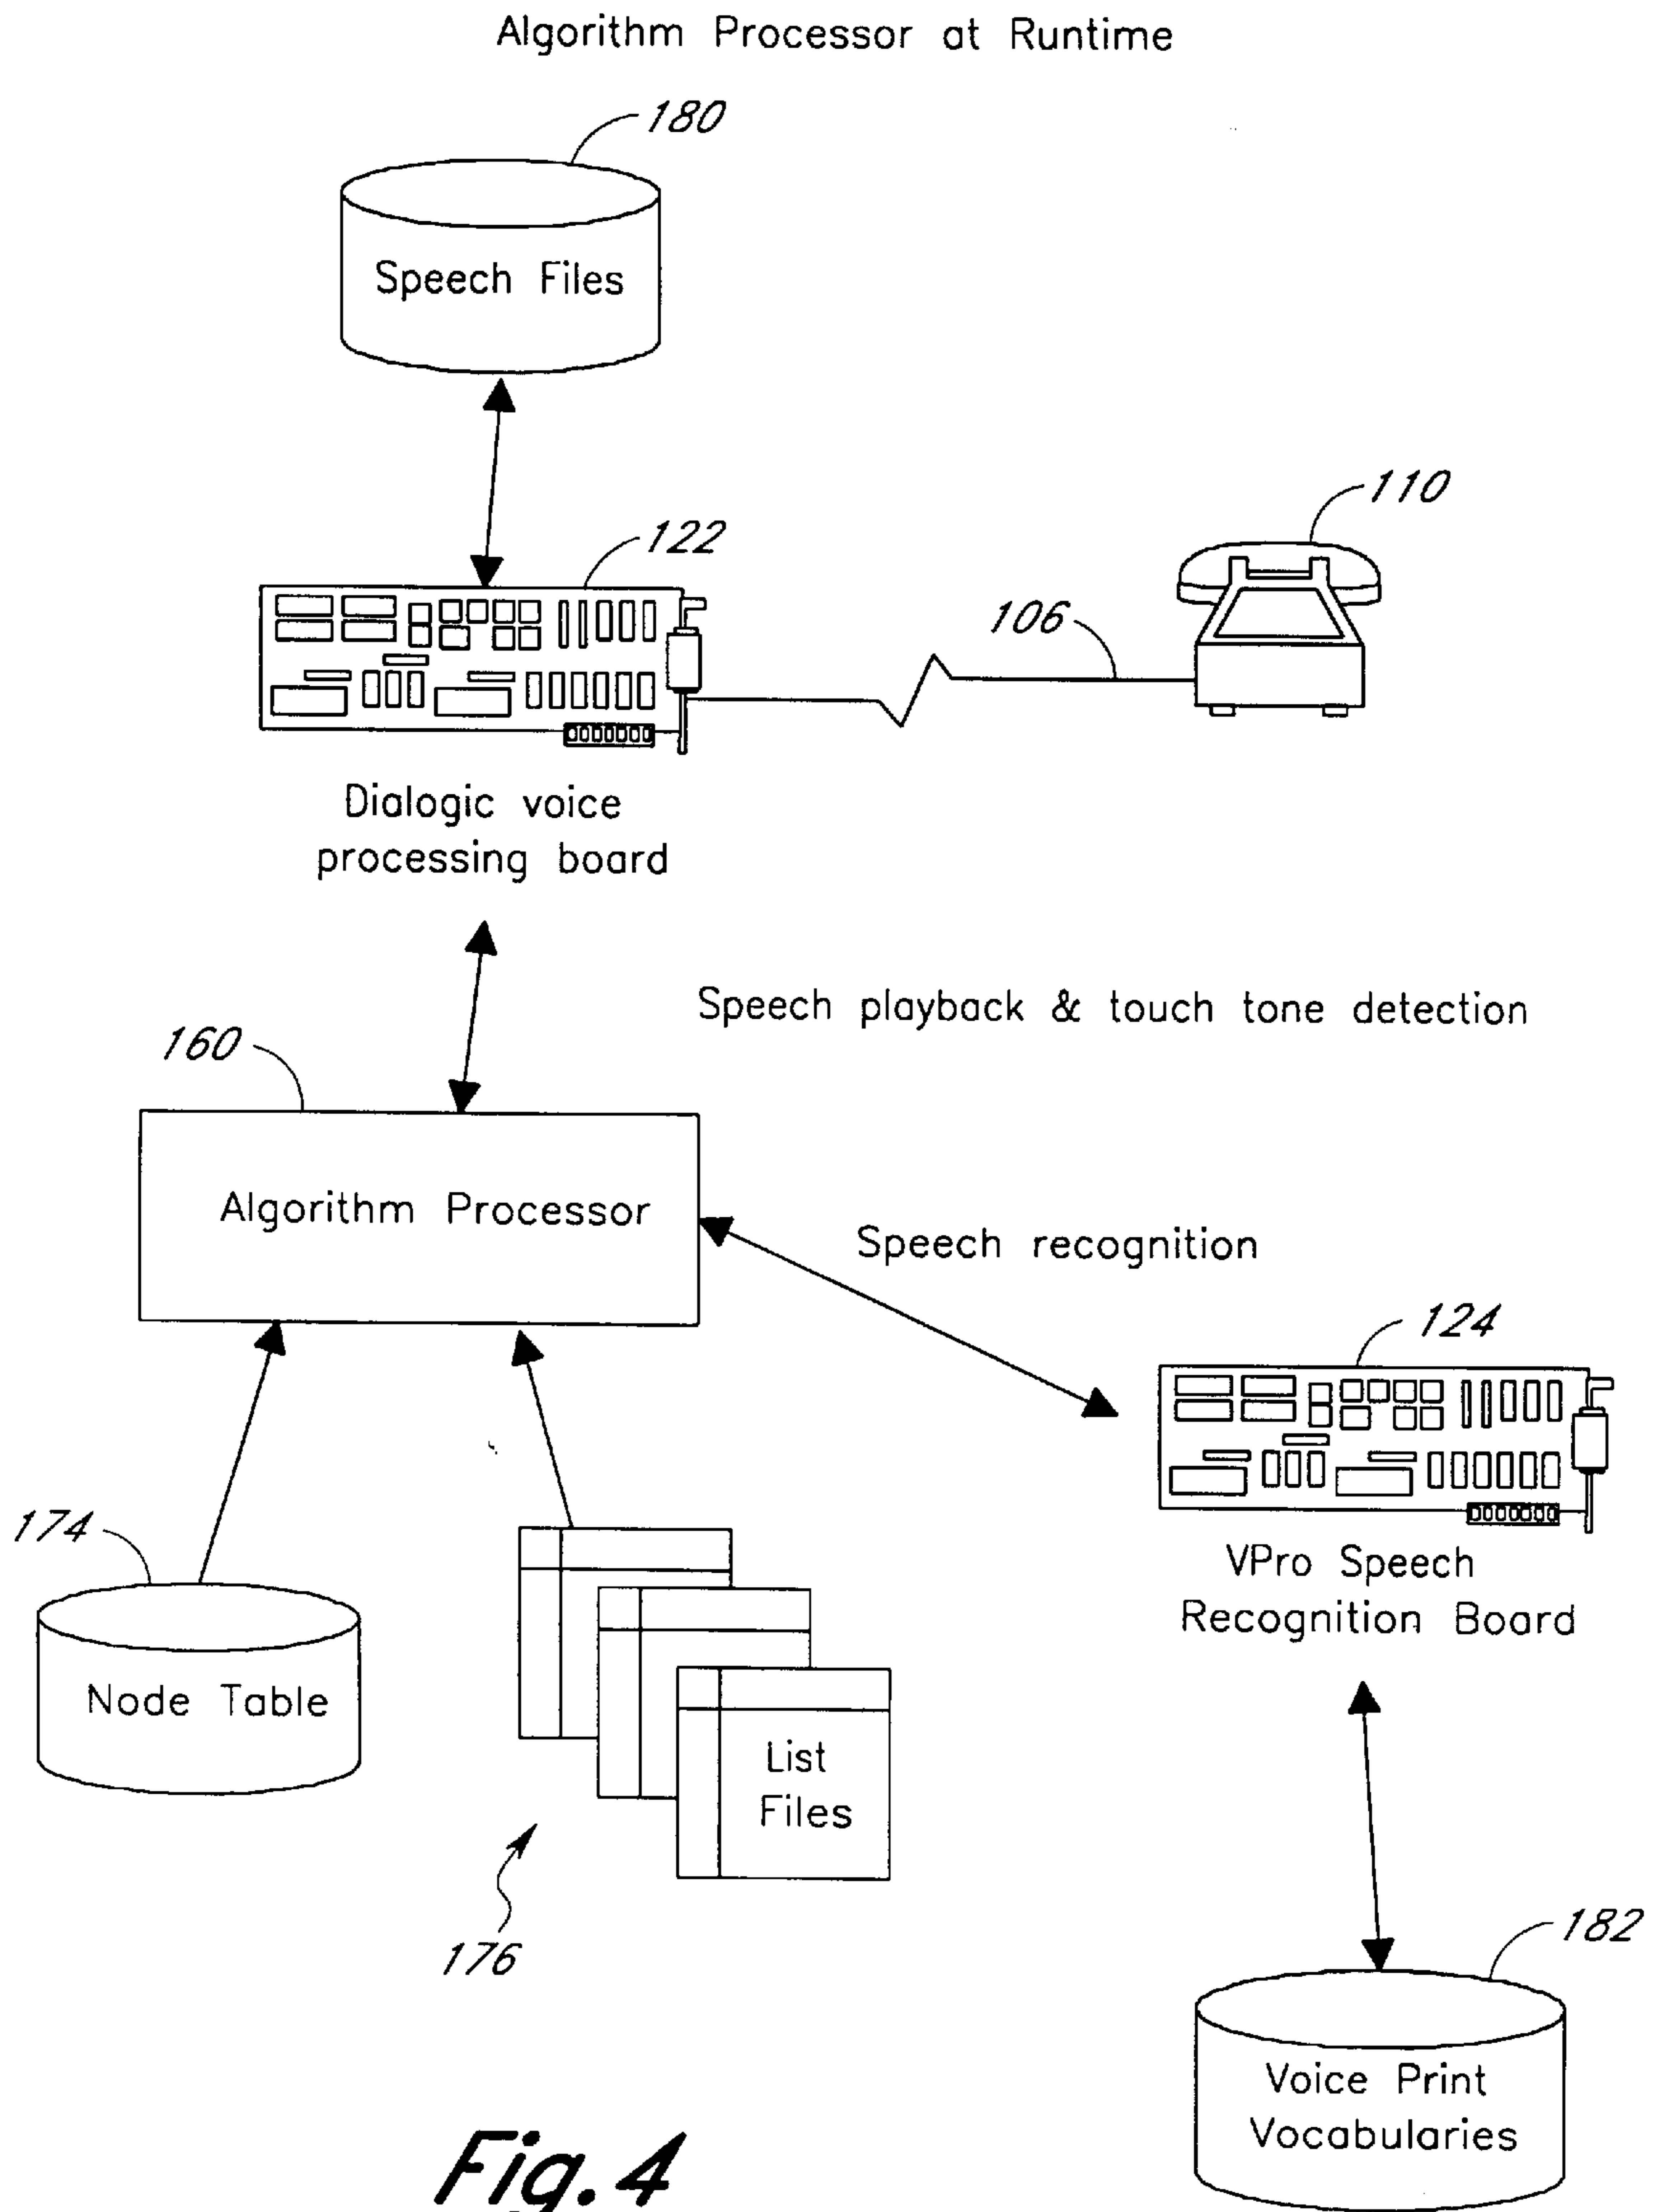 Algorithm Processor at Runtime
180
Speech Files
122
110
106
Dialogic voice
processing board
Speech playback & touch tone detection
160
Algorithm Processor
Speech recognition
124
VPro Speech
Recognition Board
174
Node Table
List
Files
176
182
Voice Print
Vocabularies
Fig. 4